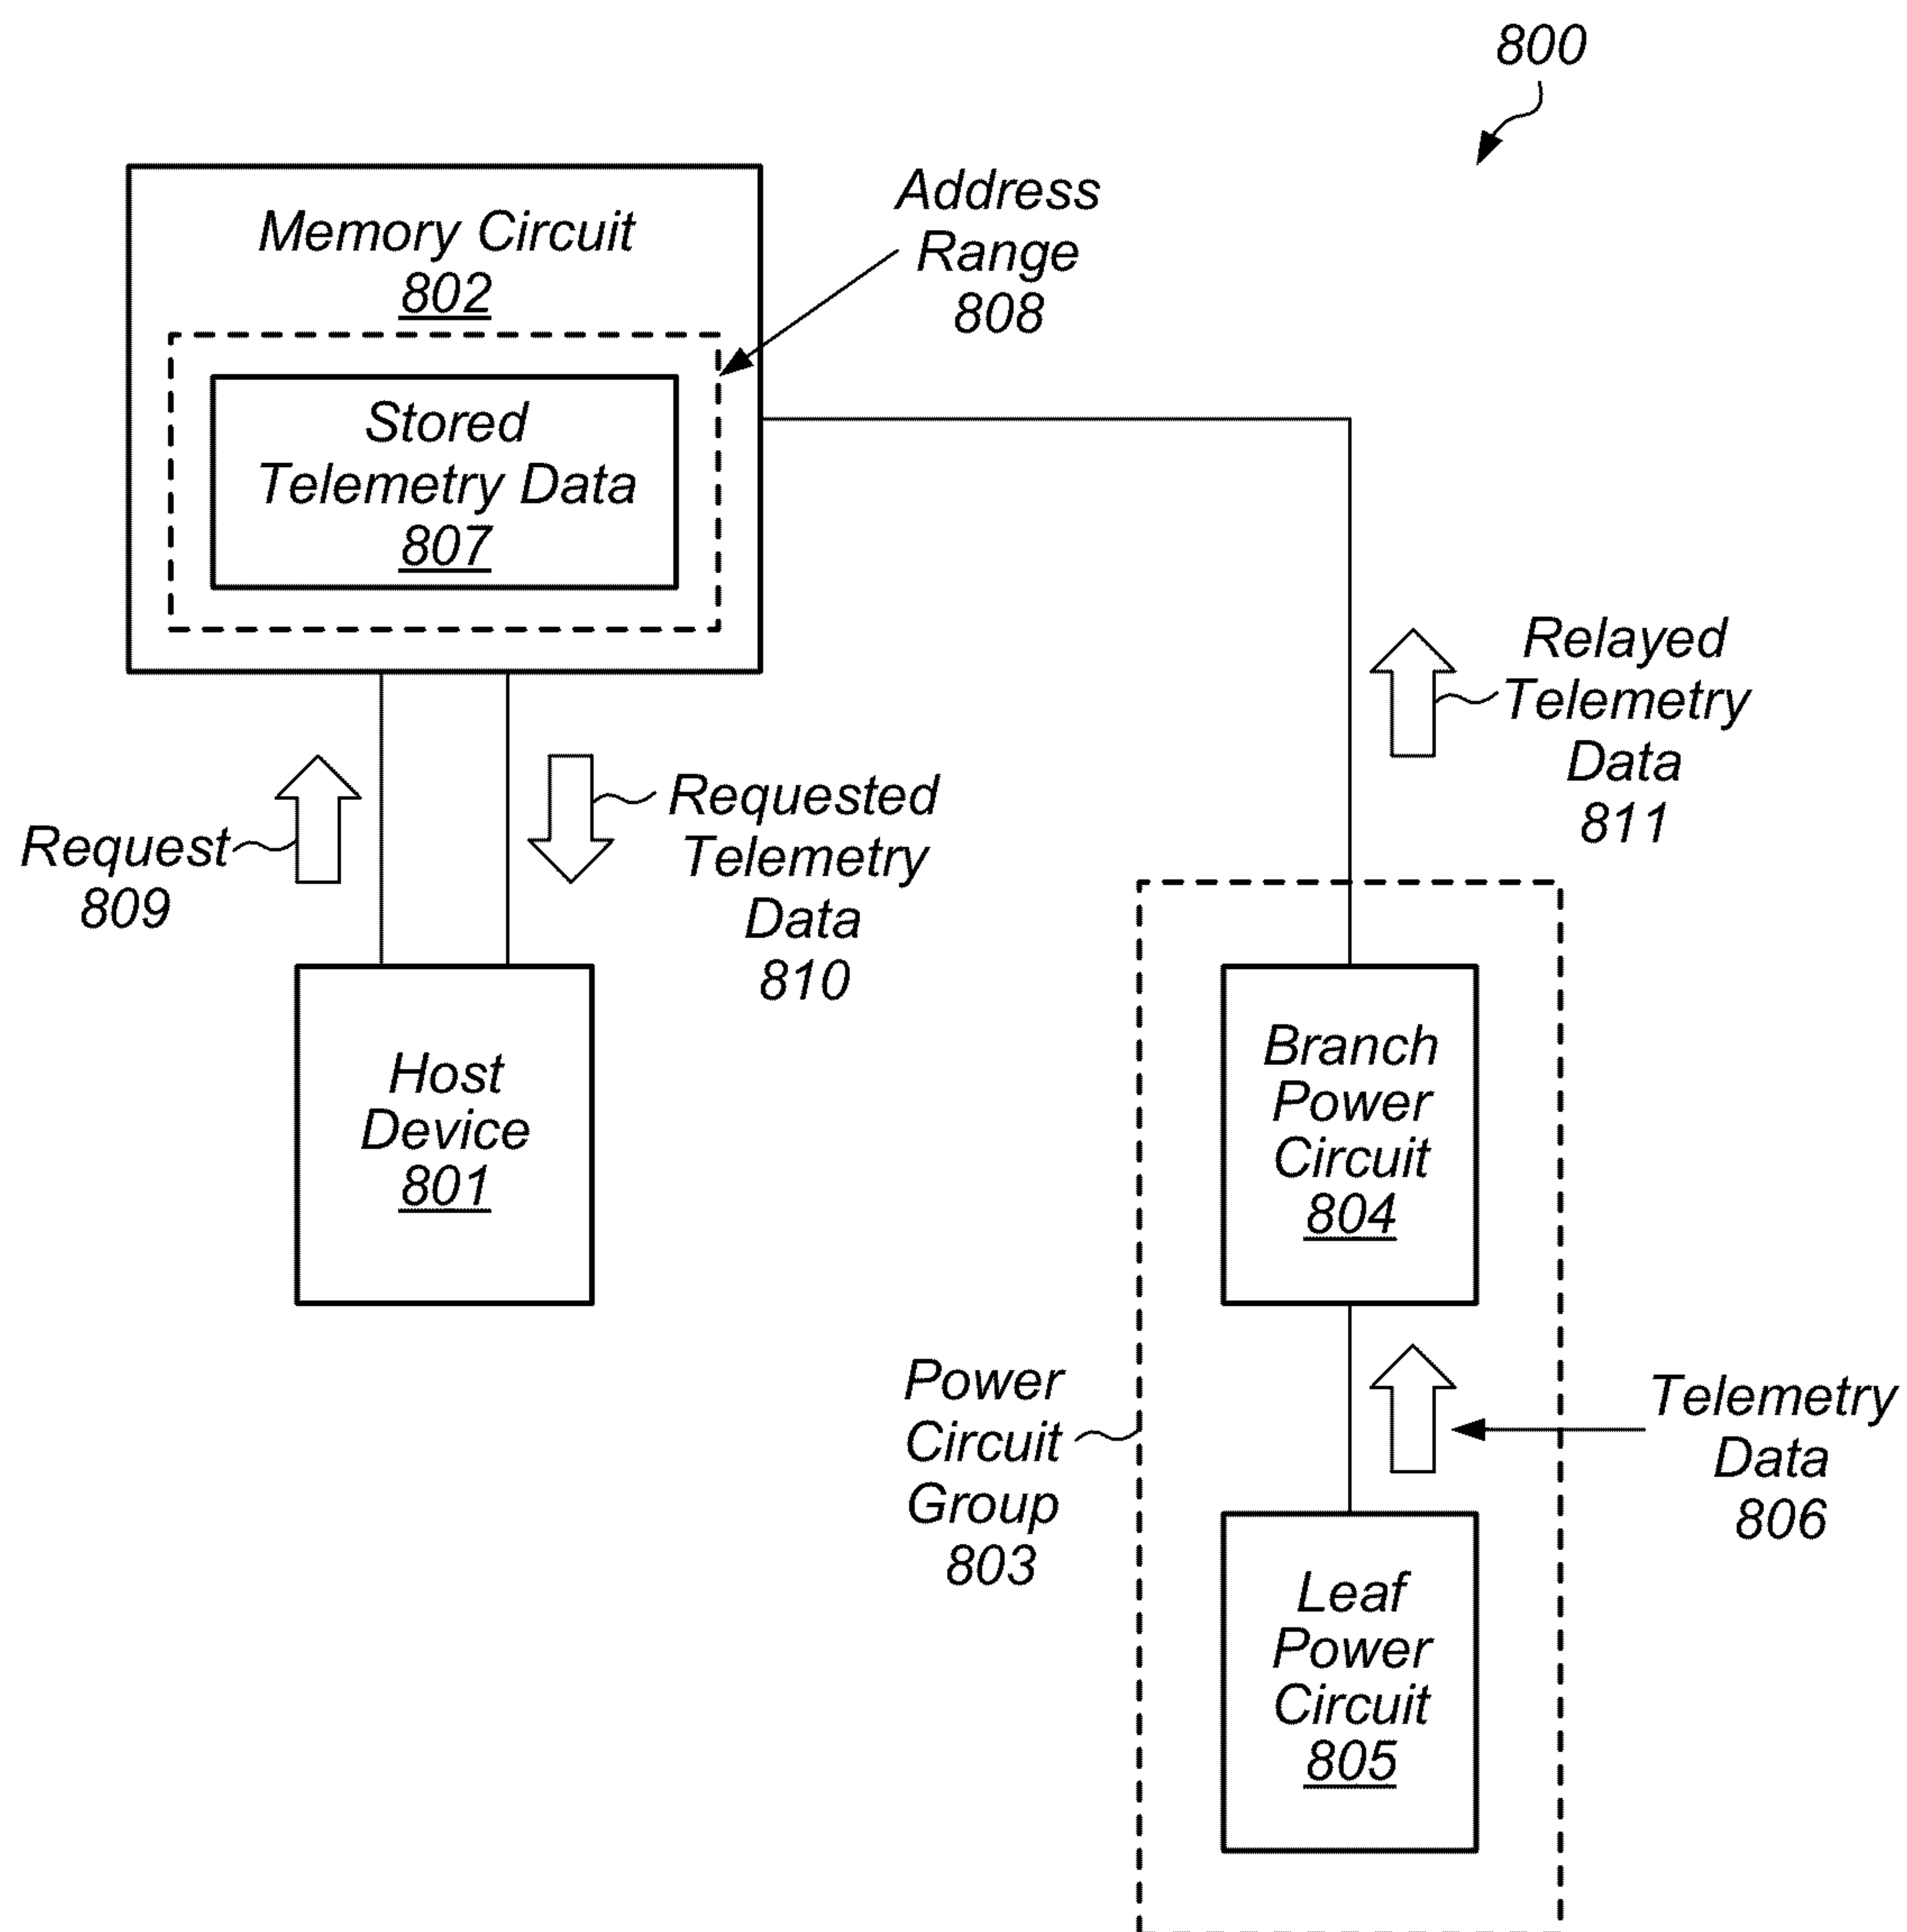 800
Memory Circuit
802
Address
Range
808
Stored
Telemetry Data
807
Relayed
Telemetry
Data
811
Request
809
Requested
Telemetry
Data
810
Host
Device
801
Branch
Power
Circuit
804
Power
Circuit
Group
803
Telemetry
Data
806
Leaf
Power
Circuit
805